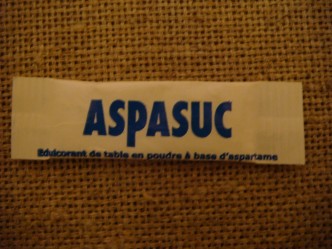 ASPASUC
Edulcorant de table en poudre à base d'aspartame